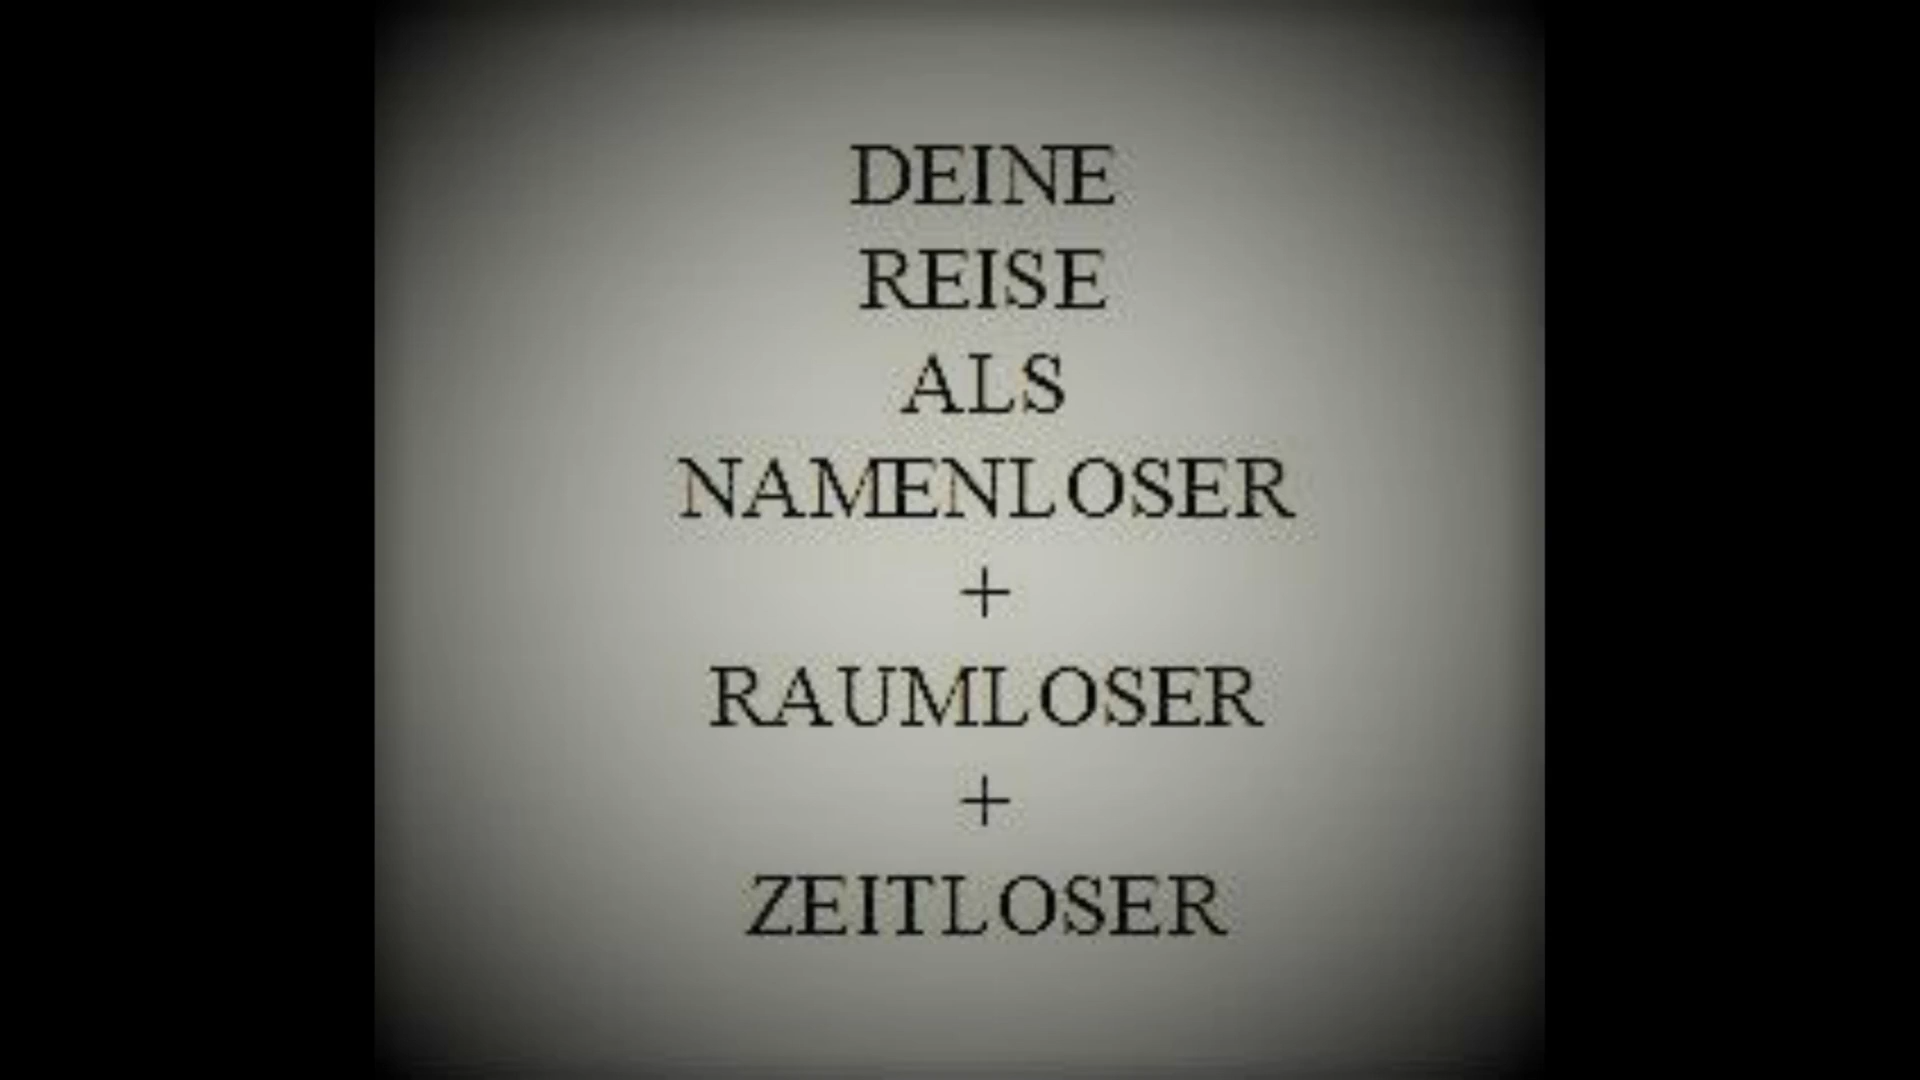 DEINE
REISE
ALS
NAMENLOSER
+
RAUMLOSER
+
ZEITLOSER